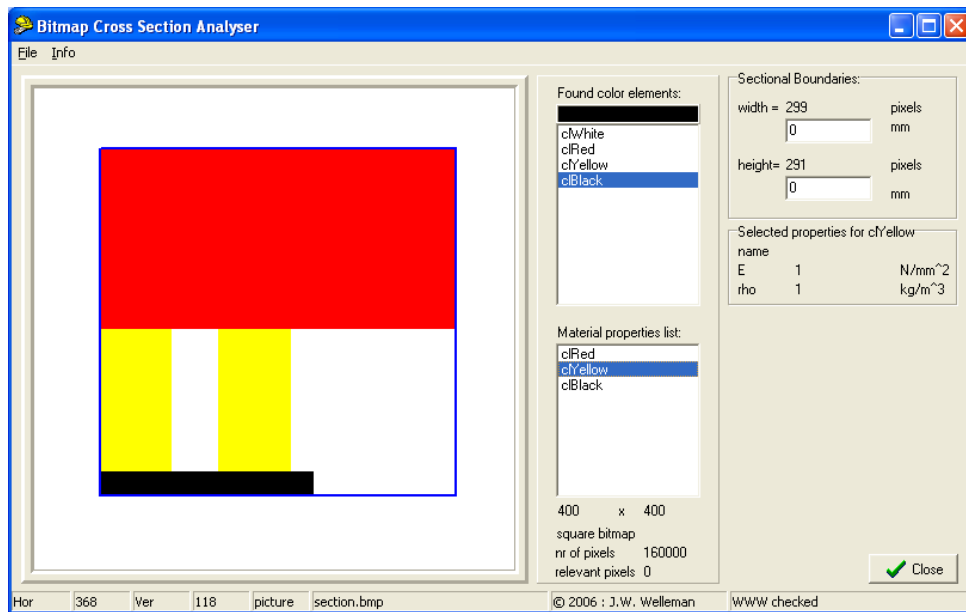 Bitmap Cross Section Analyser
File Info
Found color elements:
clWhite
clRed
clYellow
clBlack
Material properties list:
clRed
clYellow
clBlack
400 x 400
square bitmap
nr of pixels 160000
relevant pixels 0
Sectional Boundaries:
width = 299 pixels
0 mm
height= 291 pixels
0 mm
Selected properties for clYellow
name
E 1 N/mm^2
rho 1 kg/m^3
Close
Hor 368 Ver 118 picture section.bmp © 2006 : J.W. Welleman WWW checked